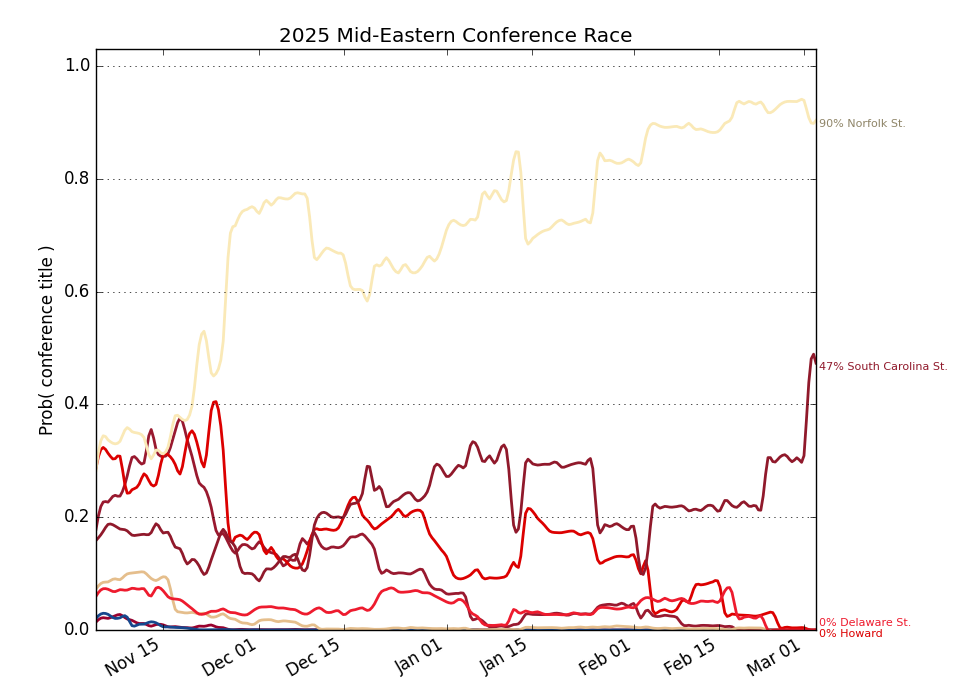 2025 Mid-Eastern Conference Race
Prob( conference title )
1.0
0.8
0.6
0.4
0.2
0.0
90% Norfolk St.
47% South Carolina St.
0% Delaware St.
0% Howard
Nov 15
Dec 01
Dec 15
Jan 01
Jan 15
Feb 01
Feb 15
Mar 01